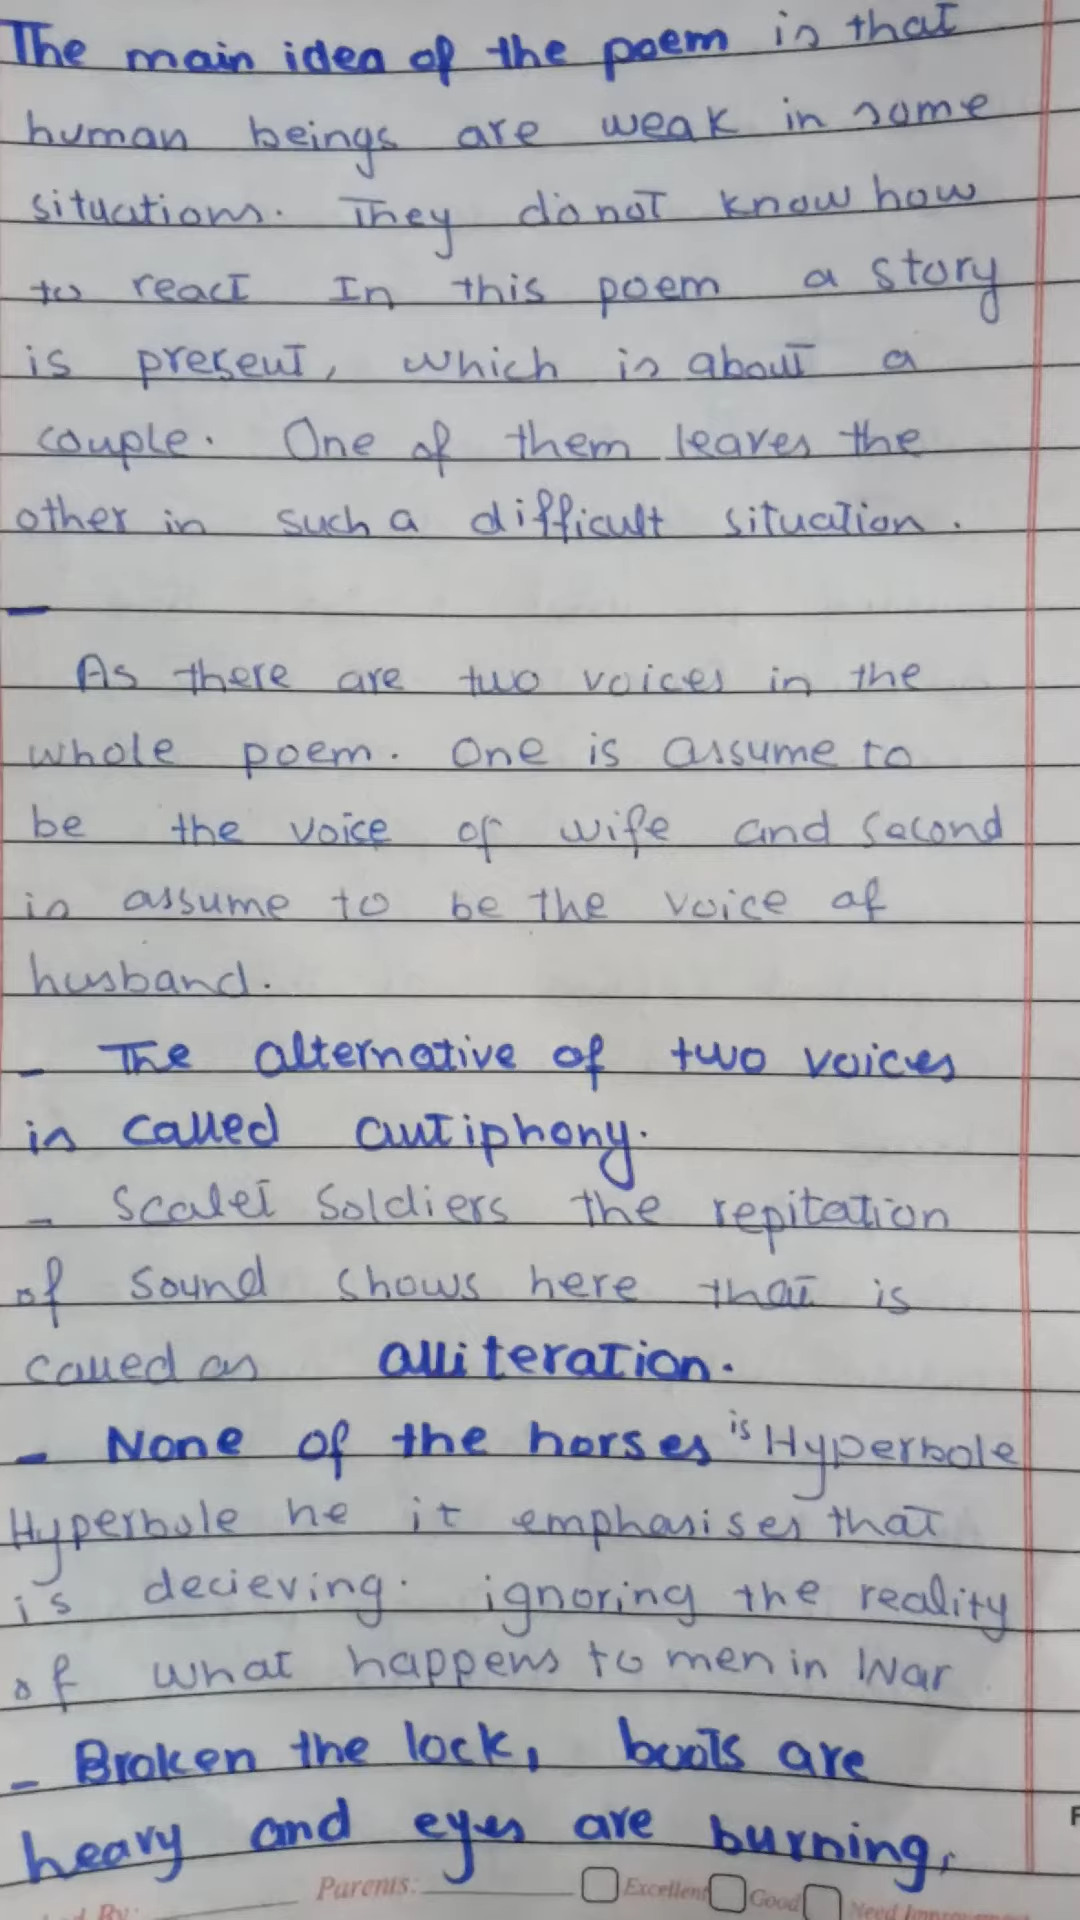 The main idea of the poem is that
human beings are weak in some
situations. They do not know how
to react In this poem a story
is present, which is about a
couple. One of them leaves the
other in such a difficult situation.
-
As there are two voices in the
whole poem. One is assume to
be the voice of wife and second
is assume to be the voice of
husband.
- The alternative of two voices
is called antiphony.
- Scalet Soldiers the repitation
of sound shows here that is
called as alliteration.
- None of the horses is Hyperbole
Hyperbole he it emphasises that
is decieving. ignoring the reality
of what happens to men in War
- Broken the lock, boots are
heavy and eyes are burning,
Parents: Excellent Good Need
By: